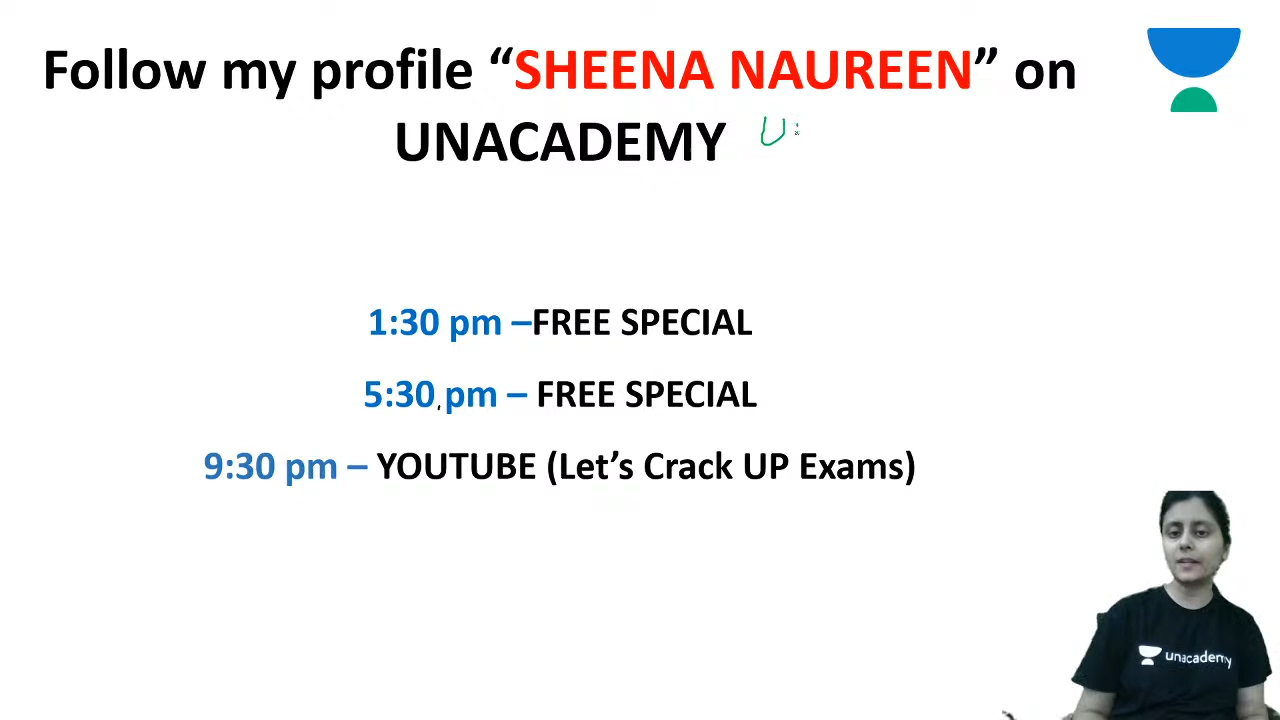 Follow my profile “SHEENA NAUREEN” on
UNACADEMY U
1:30 pm –FREE SPECIAL
5:30 pm – FREE SPECIAL
9:30 pm – YOUTUBE (Let’s Crack UP Exams)
unacademy